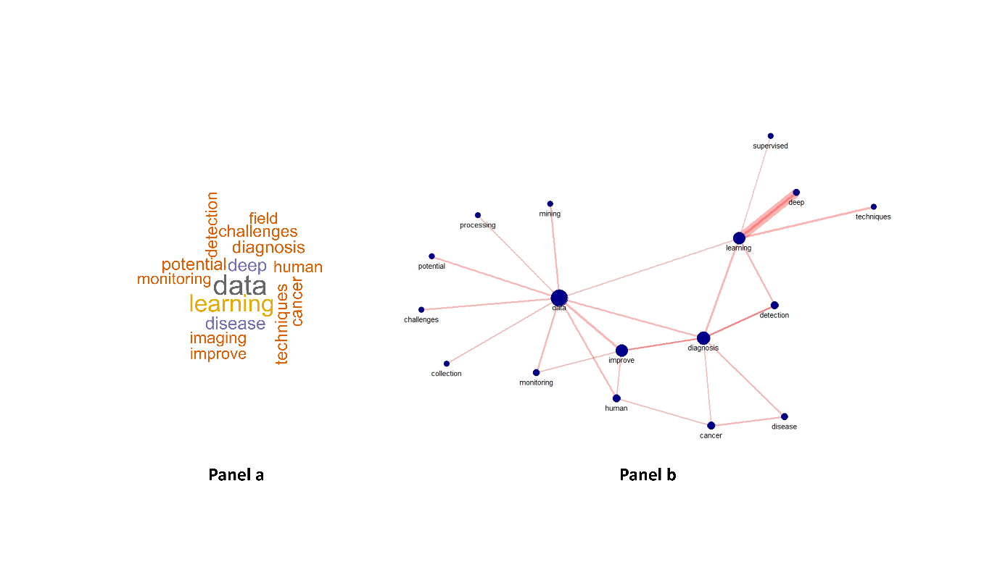 detection
field
challenges
diagnosis
potential
deep
human
monitoring
data
learning
techniques
cancer
disease
imaging
improve
Panel a
supervised
deep
techniques
mining
processing
learning
potential
data
challenges
detection
diagnosis
improve
collection
monitoring
human
disease
cancer
Panel b